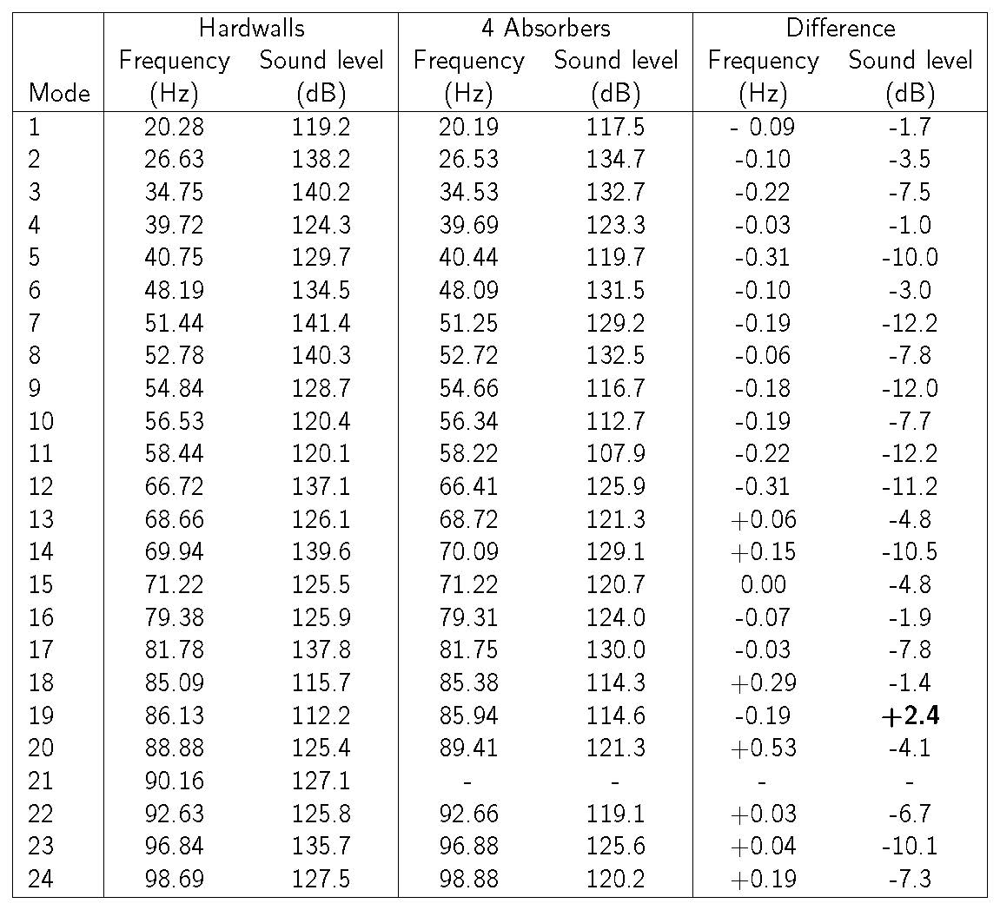 Hardwalls 4 Absorbers Difference
Frequency Sound level Frequency Sound level Frequency Sound level
Mode (Hz) (dB) (Hz) (dB) (Hz) (dB)
1 20.28 119.2 20.19 117.5 - 0.09 -1.7
2 26.63 138.2 26.53 134.7 -0.10 -3.5
3 34.75 140.2 34.53 132.7 -0.22 -7.5
4 39.72 124.3 39.69 123.3 -0.03 -1.0
5 40.75 129.7 40.44 119.7 -0.31 -10.0
6 48.19 134.5 48.09 131.5 -0.10 -3.0
7 51.44 141.4 51.25 129.2 -0.19 -12.2
8 52.78 140.3 52.72 132.5 -0.06 -7.8
9 54.84 128.7 54.66 116.7 -0.18 -12.0
10 56.53 120.4 56.34 112.7 -0.19 -7.7
11 58.44 120.1 58.22 107.9 -0.22 -12.2
12 66.72 137.1 66.41 125.9 -0.31 -11.2
13 68.66 126.1 68.72 121.3 +0.06 -4.8
14 69.94 139.6 70.09 129.1 +0.15 -10.5
15 71.22 125.5 71.22 120.7 0.00 -4.8
16 79.38 125.9 79.31 124.0 -0.07 -1.9
17 81.78 137.8 81.75 130.0 -0.03 -7.8
18 85.09 115.7 85.38 114.3 +0.29 -1.4
19 86.13 112.2 85.94 114.6 -0.19 +2.4
20 88.88 125.4 89.41 121.3 +0.53 -4.1
21 90.16 127.1 - - - -
22 92.63 125.8 92.66 119.1 +0.03 -6.7
23 96.84 135.7 96.88 125.6 +0.04 -10.1
24 98.69 127.5 98.88 120.2 +0.19 -7.3